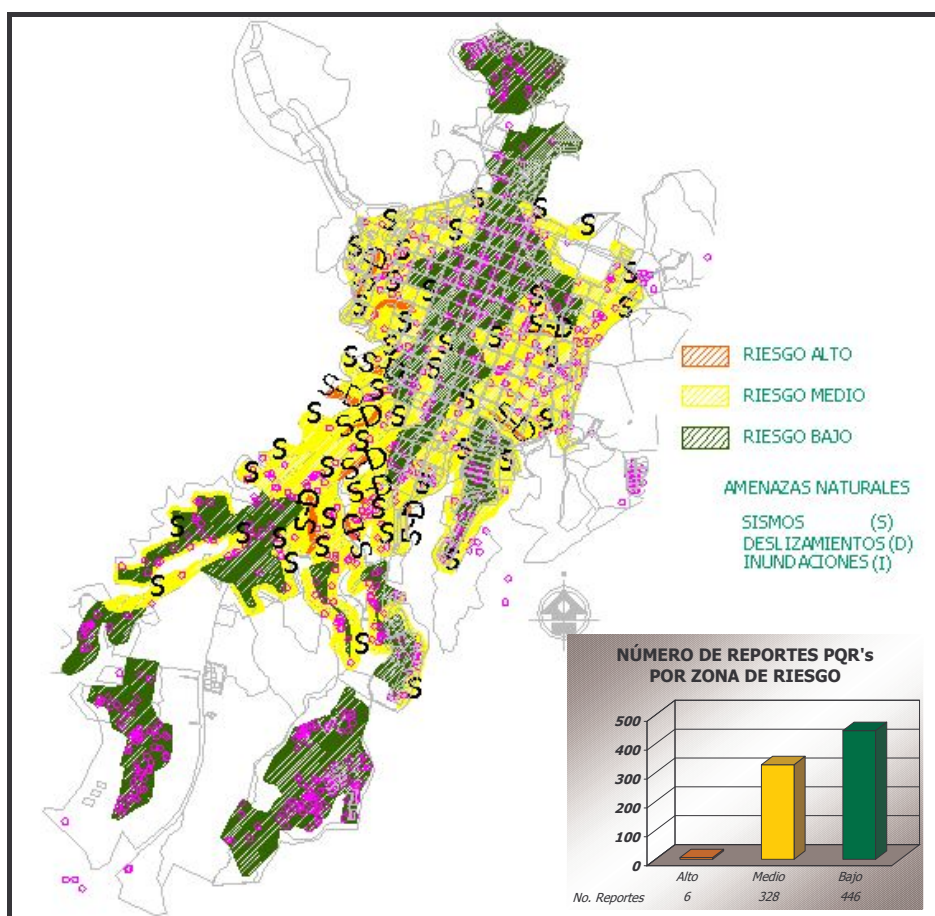 RIESGO ALTO
RIESGO MEDIO
RIESGO BAJO
AMENAZAS NATURALES
SISMOS (S)
DESLIZAMIENTOS (D)
INUNDACIONES (I)
NÚMERO DE REPORTES PQR's
POR ZONA DE RIESGO
500
400
300
200
100
0
Alto Medio Bajo
No. Reportes 6 328 446